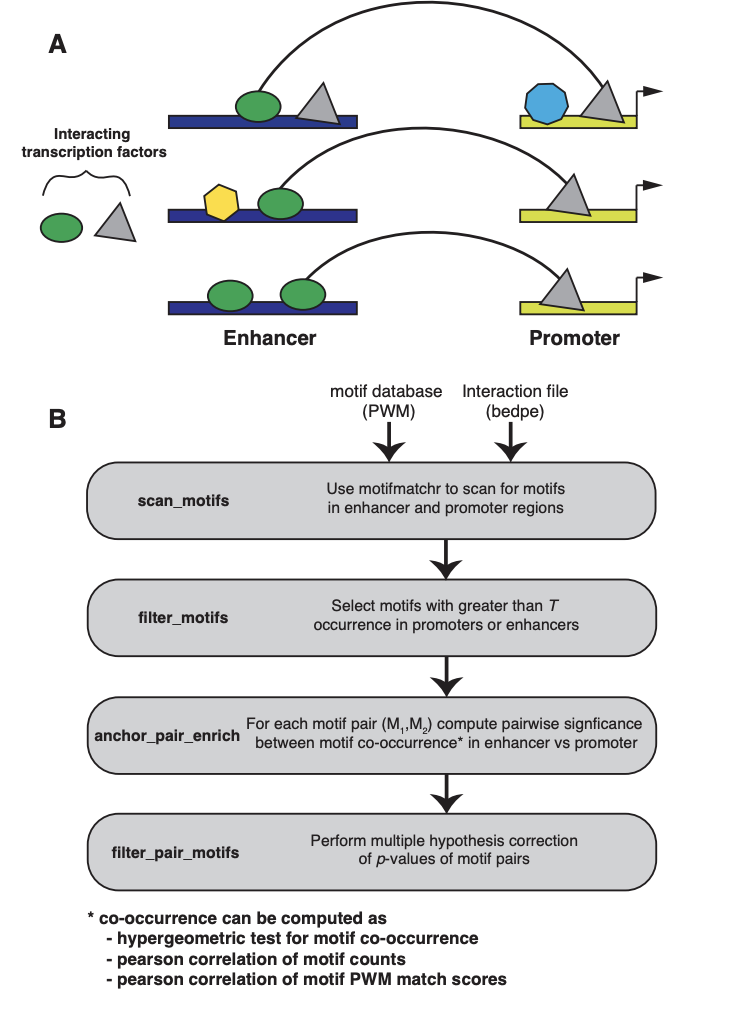 A
Interacting
transcription factors
Enhancer
Promoter
B
motif database
(PWM)
Interaction file
(bedpe)
scan_motifs
Use motifmatchr to scan for motifs
in enhancer and promoter regions
filter_motifs
Select motifs with greater than T
occurrence in promoters or enhancers
anchor_pair_enrich
For each motif pair (M₁,M₂) compute pairwise signficance
between motif co-occurrence* in enhancer vs promoter
filter_pair_motifs
Perform multiple hypothesis correction
of p-values of motif pairs
* co-occurrence can be computed as
- hypergeometric test for motif co-occurrence
- pearson correlation of motif counts
- pearson correlation of motif PWM match scores